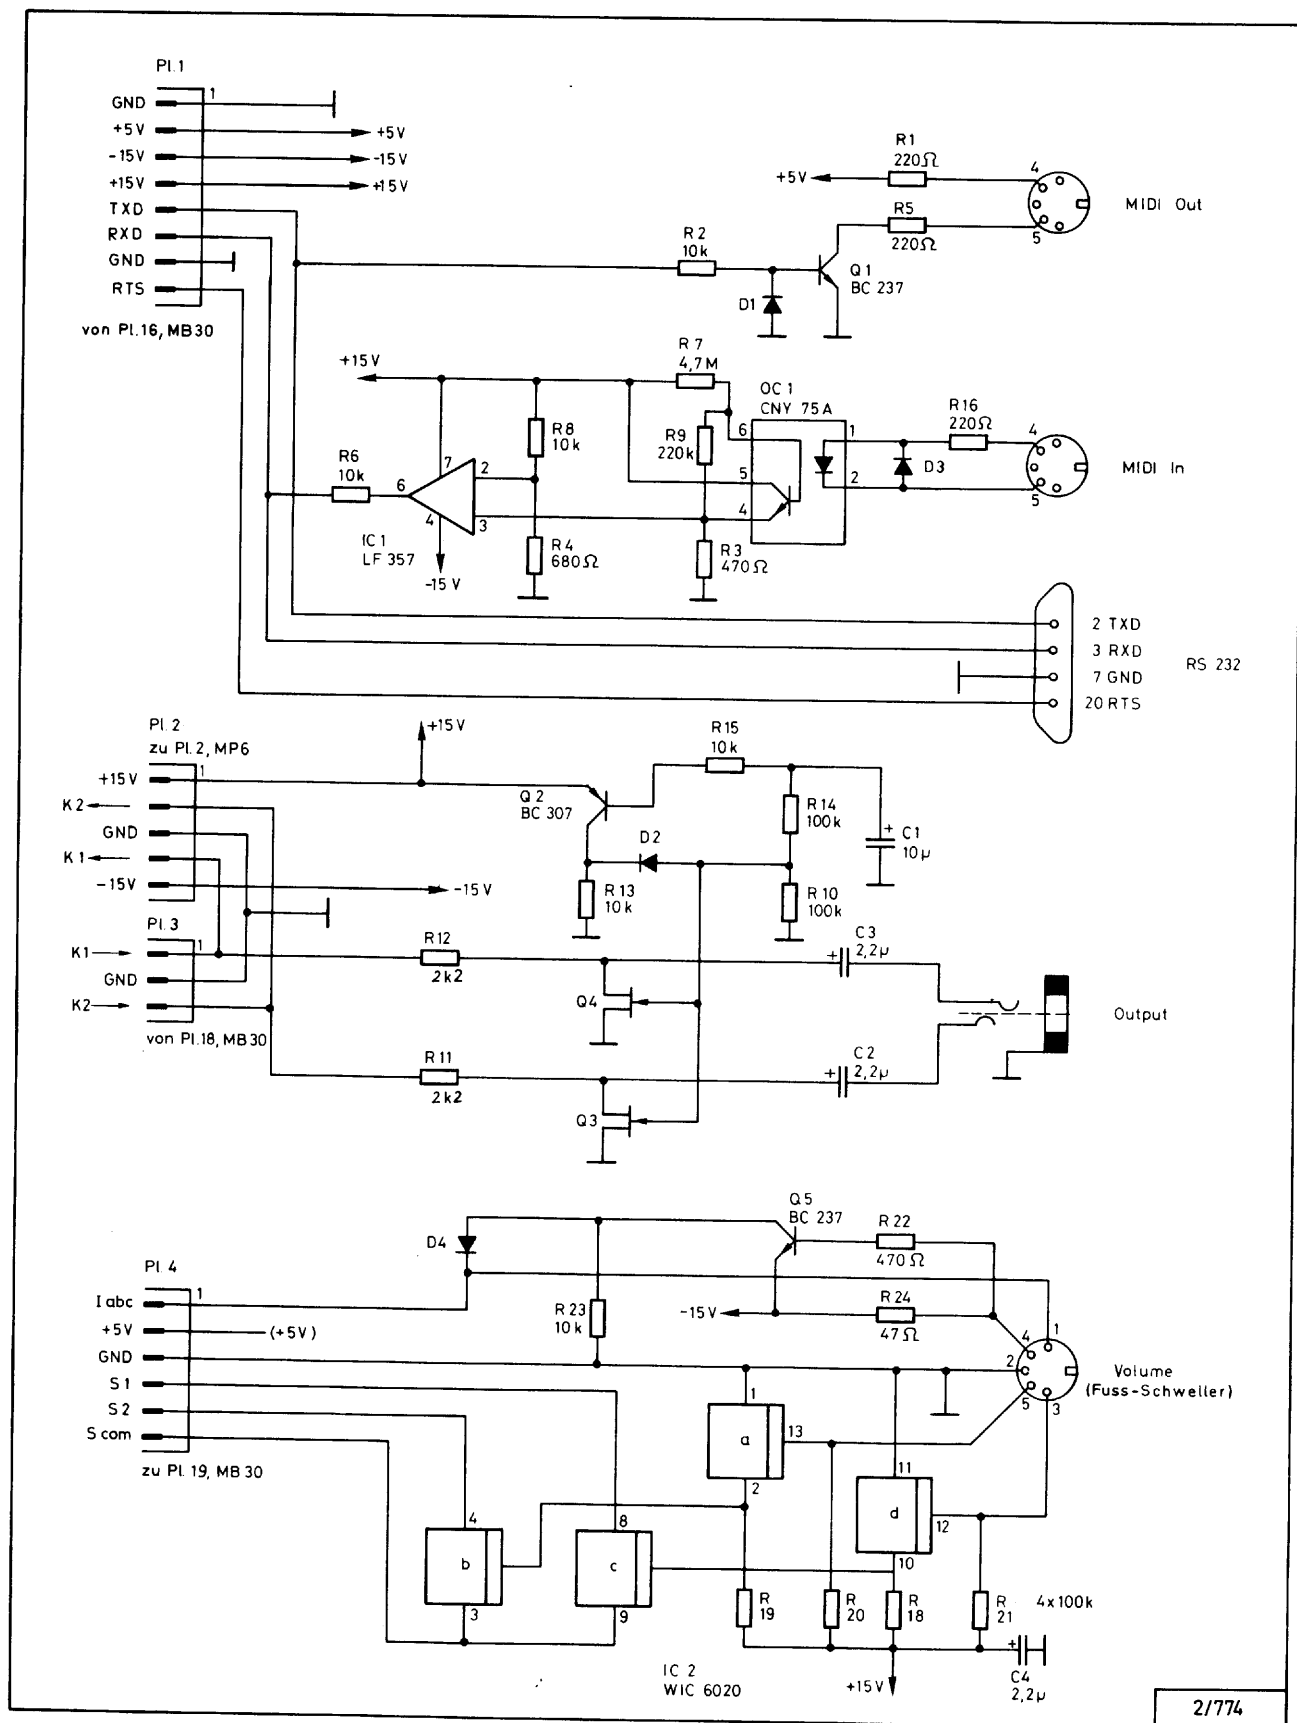 Pl.1
1
GND
+5V
+5V
-15V
-15V
+15V
+15V
TXD
RXD
GND
RTS
von Pl.16, MB30
R1
220Ω
+5V
4
R5
220Ω
5
MIDI Out
R2
10k
Q1
BC 237
D1
+15V
R7
4,7M
OC 1
CNY 75A
R8
10k
R9
220k
6
5
4
1
2
R16
220Ω
4
D3
5
MIDI In
R6
10k
6
7
2
3
4
IC1
LF 357
-15V
R4
680Ω
R3
470Ω
2 TXD
3 RXD
7 GND
20 RTS
RS 232
Pl.2
zu Pl.2, MP6
+15V
1
+15V
K2
GND
K1
-15V
-15V
Q2
BC 307
R15
10k
R14
100k
C1
+
10µ
D2
R13
10k
R10
100k
Pl.3
K1
1
GND
K2
von Pl.18, MB30
R12
2k2
C3
+
2,2µ
Q4
Output
R11
2k2
C2
+
2,2µ
Q3
Q5
BC 237
R22
470Ω
D4
Pl.4
I abc
1
+5V
(+5V)
GND
S1
S2
S com
zu Pl.19, MB30
R23
10k
-15V
R24
47Ω
4
1
2
5
3
Volume
(Fuss-Schweller)
1
a
13
2
11
d
12
10
4
b
3
8
c
9
R
19
R
20
R
18
R
21
4x100k
+
C4
2,2µ
+15V
IC 2
WIC 6020
2/774